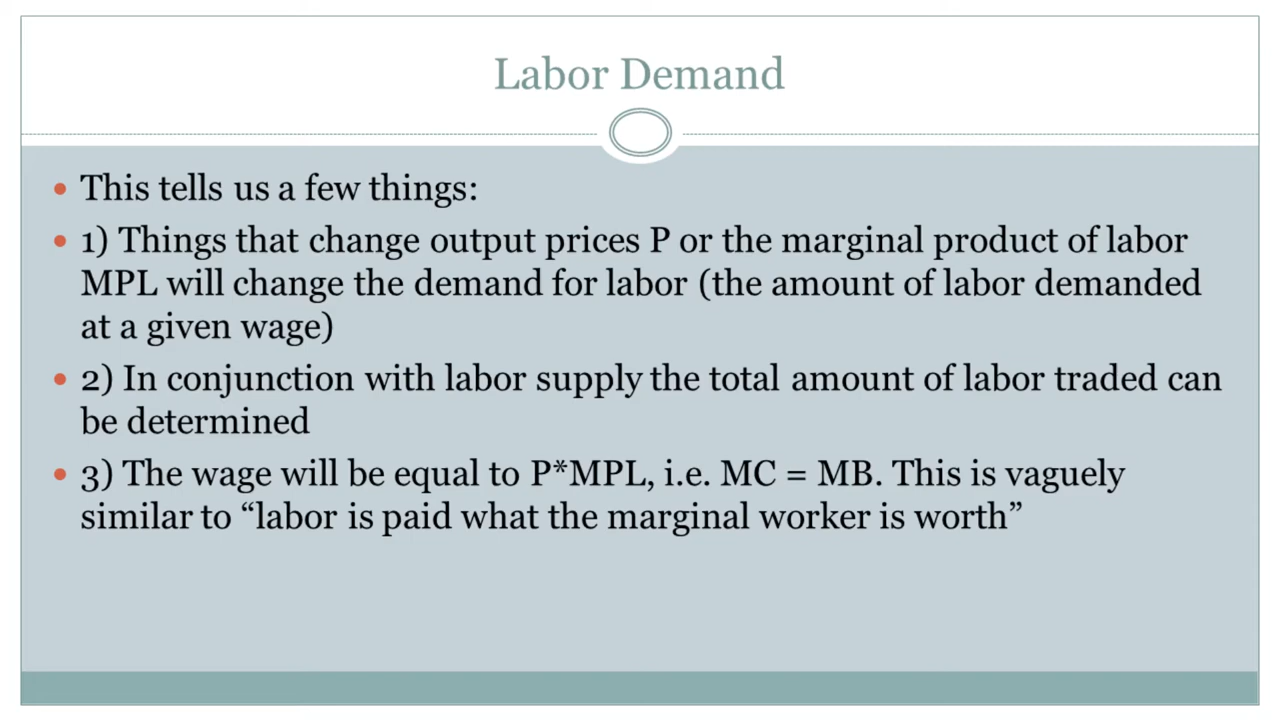 Labor Demand
This tells us a few things:
1) Things that change output prices P or the marginal product of labor
MPL will change the demand for labor (the amount of labor demanded
at a given wage)
2) In conjunction with labor supply the total amount of labor traded can
be determined
3) The wage will be equal to P*MPL, i.e. MC = MB. This is vaguely
similar to “labor is paid what the marginal worker is worth”